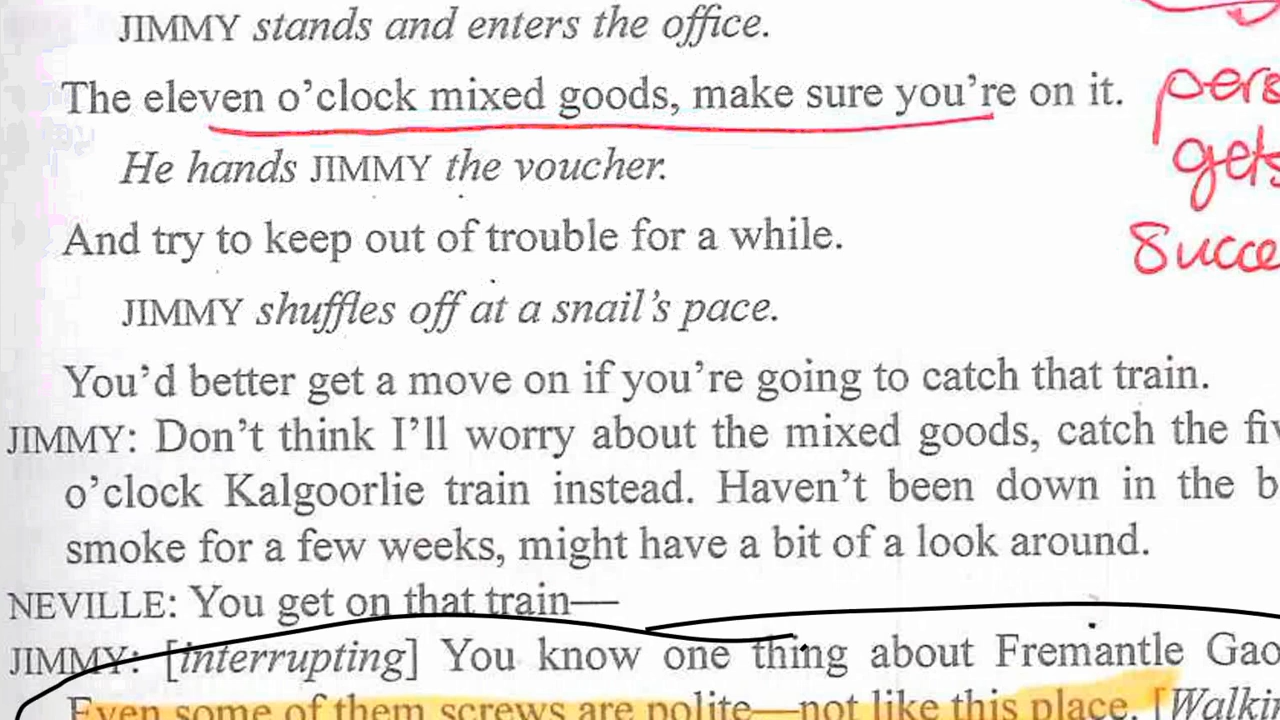 JIMMY stands and enters the office.
The eleven o’clock mixed goods, make sure you’re on it.
He hands JIMMY the voucher.
And try to keep out of trouble for a while.
JIMMY shuffles off at a snail’s pace.
You’d better get a move on if you’re going to catch that train.
JIMMY: Don’t think I’ll worry about the mixed goods, catch the
o’clock Kalgoorlie train instead. Haven’t been down in the
smoke for a few weeks, might have a bit of a look around.
NEVILLE: You get on that train—
JIMMY: [interrupting] You know one thing about Fremantle
Even some of them screws are polite—not like this place.
gets